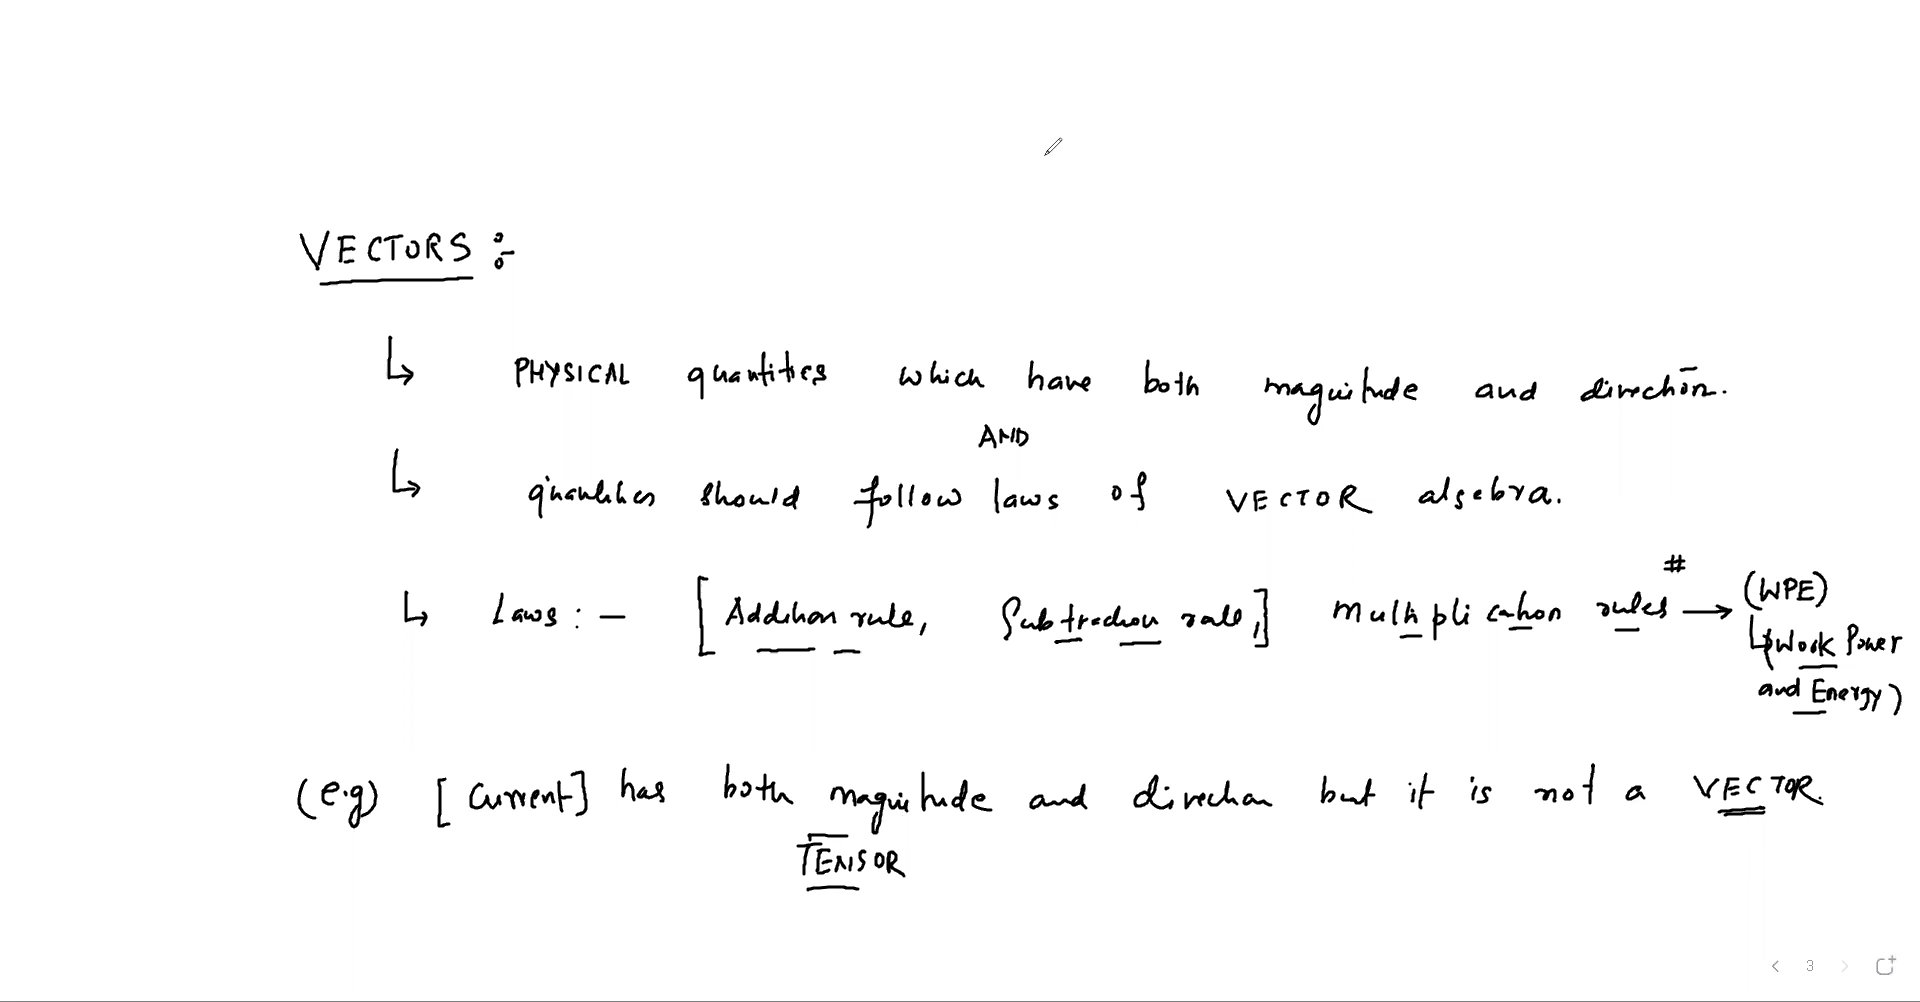 VECTORS :-
↳ PHYSICAL quantities which have both magnitude and direction.
AND
↳ quantities should follow laws of VECTOR algebra.
↳ Laws :- [Addition rule, Subtraction rule,] Multiplication rules # → (WPE)
↳ (Work Power
and Energy)
(e.g) [Current] has both magnitude and direction but it is not a VECTOR.
TENSOR
3